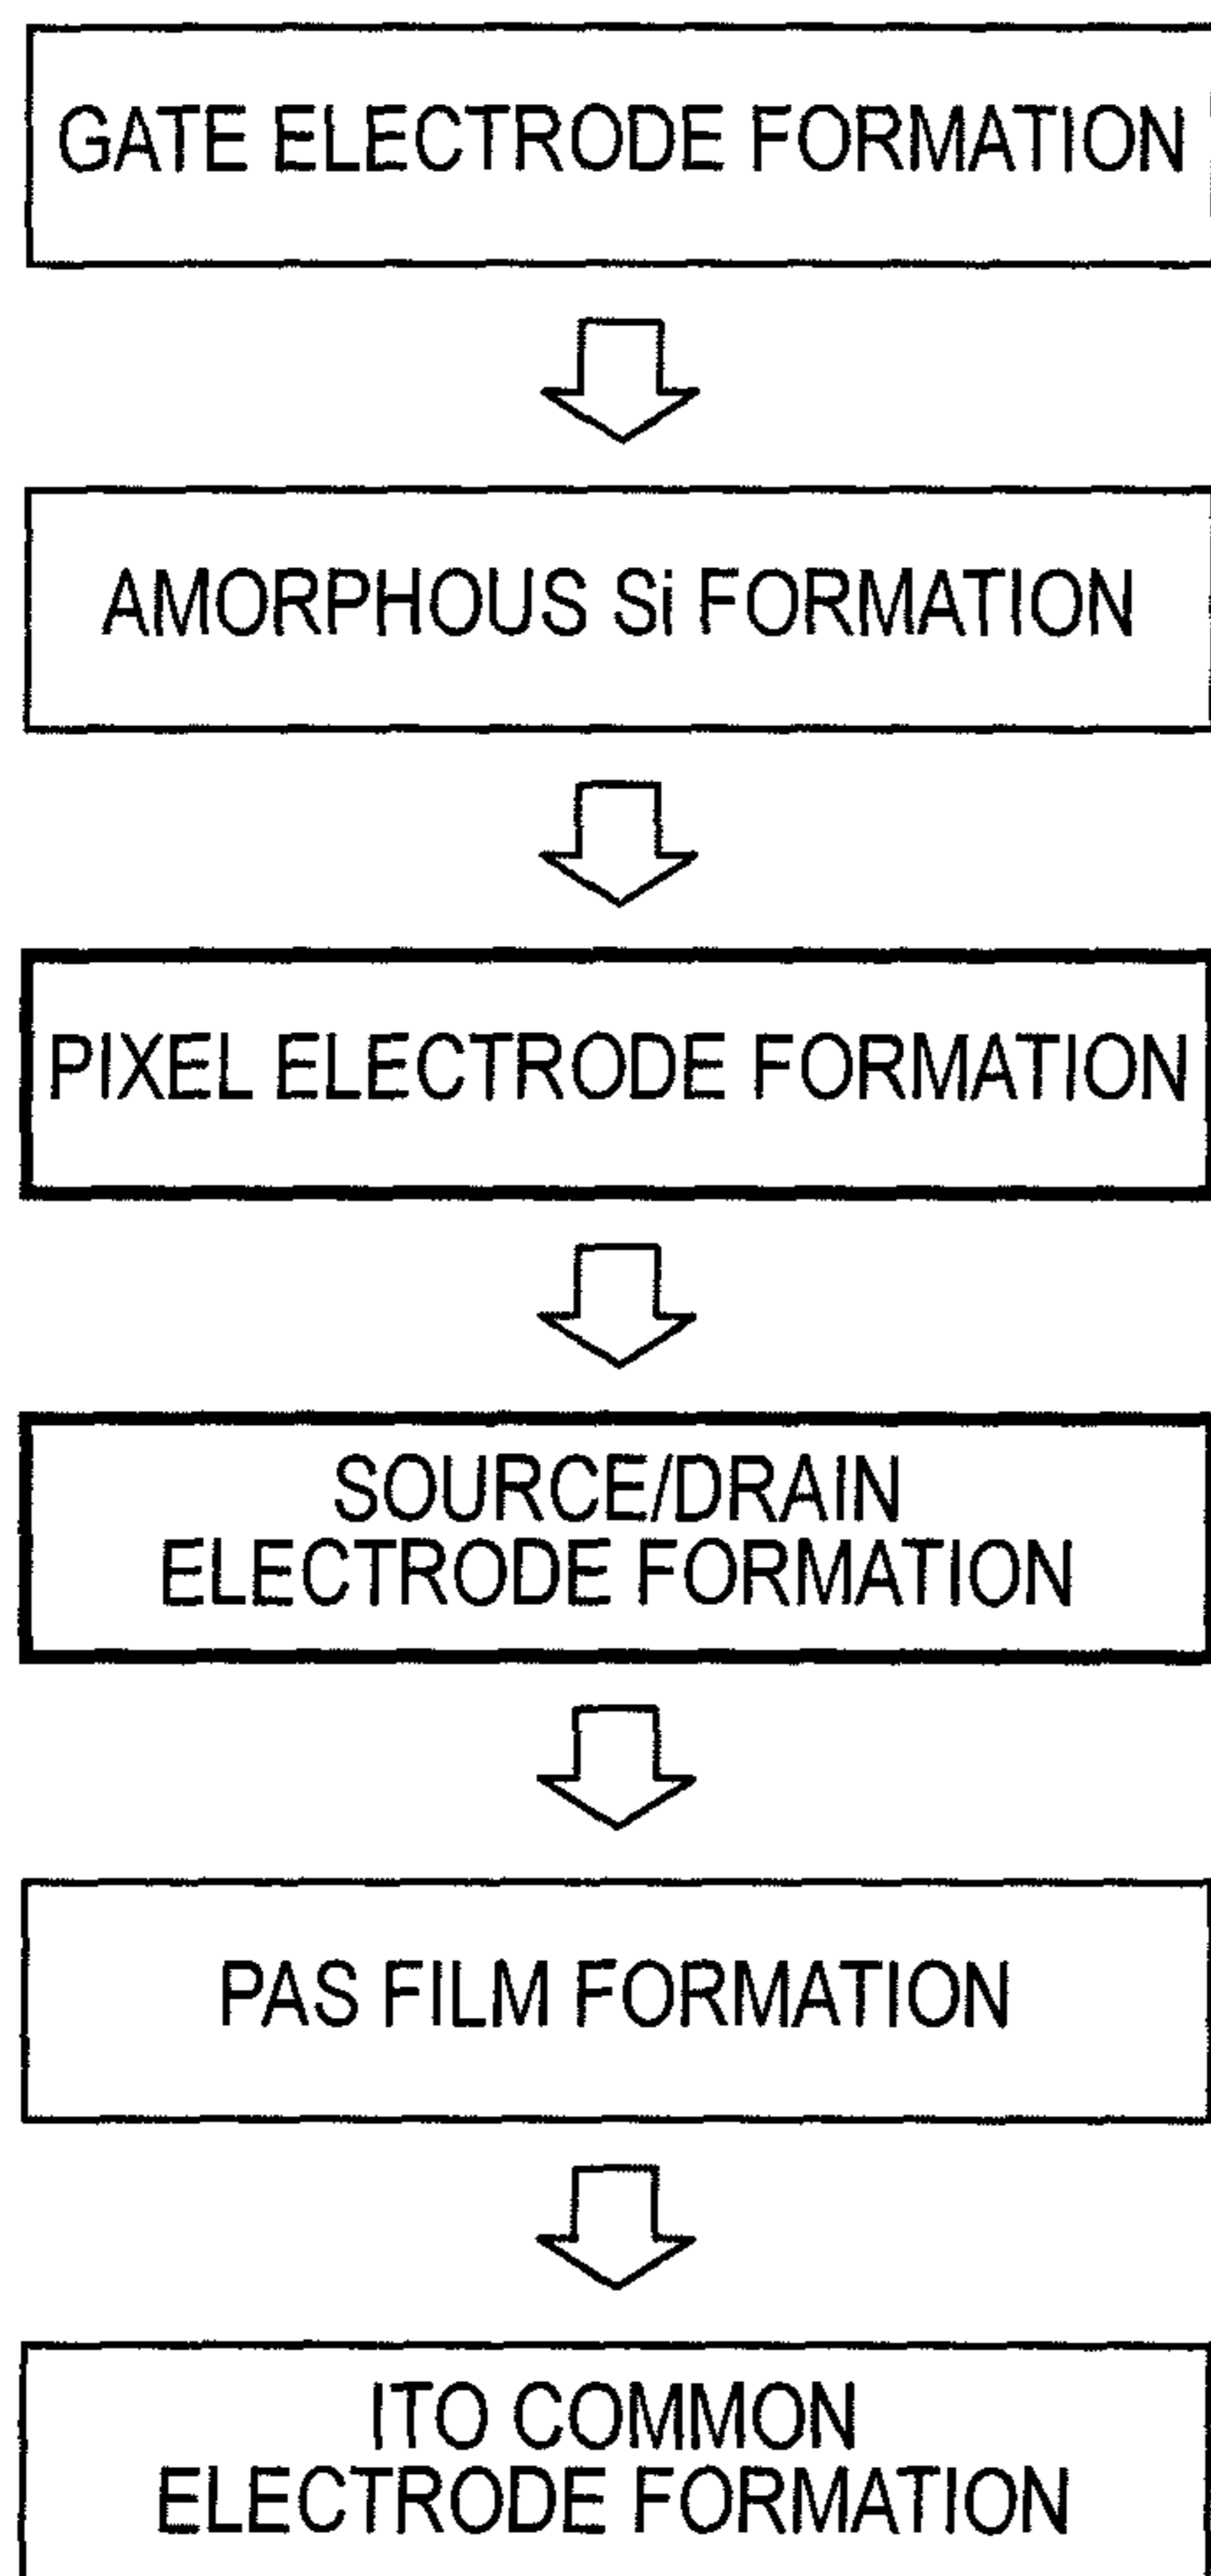 GATE ELECTRODE FORMATION
AMORPHOUS Si FORMATION
PIXEL ELECTRODE FORMATION
SOURCE/DRAIN
ELECTRODE FORMATION
PAS FILM FORMATION
ITO COMMON
ELECTRODE FORMATION